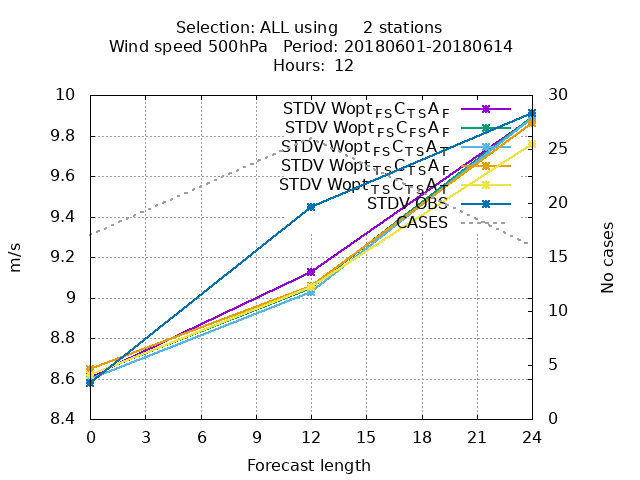 Selection: ALL using 2 stations
Wind speed 500hPa Period: 20180601-20180614
Hours: 12
10
9.8
9.6
9.4
9.2
9
8.8
8.6
8.4
m/s
STDV Wopt_FS C_TS A_F
STDV Wopt_FS C_FS A_F
STDV Wopt_FS C_TS A_T
STDV Wopt_TS C_TS A_F
STDV Wopt_TS C_TS A_T
STDV OBS
CASES
30
25
20
15
10
5
0
No cases
0 3 6 9 12 15 18 21 24
Forecast length